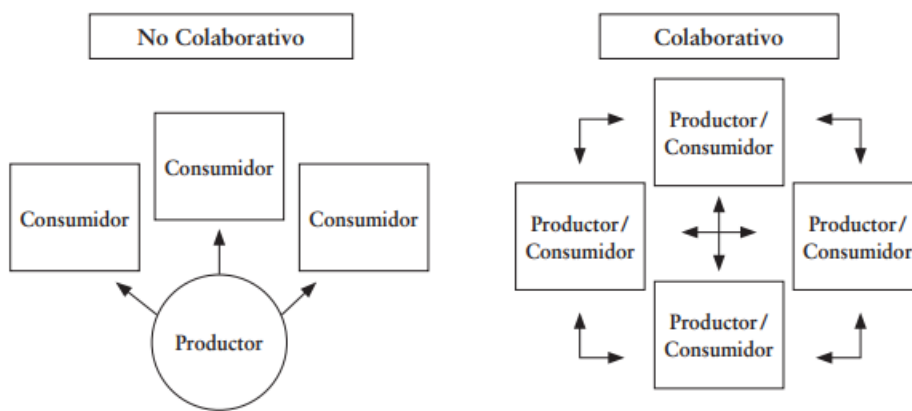 No Colaborativo
Consumidor
Consumidor
Consumidor
Productor
Colaborativo
Productor/
Consumidor
Productor/
Consumidor
Productor/
Consumidor
Productor/
Consumidor